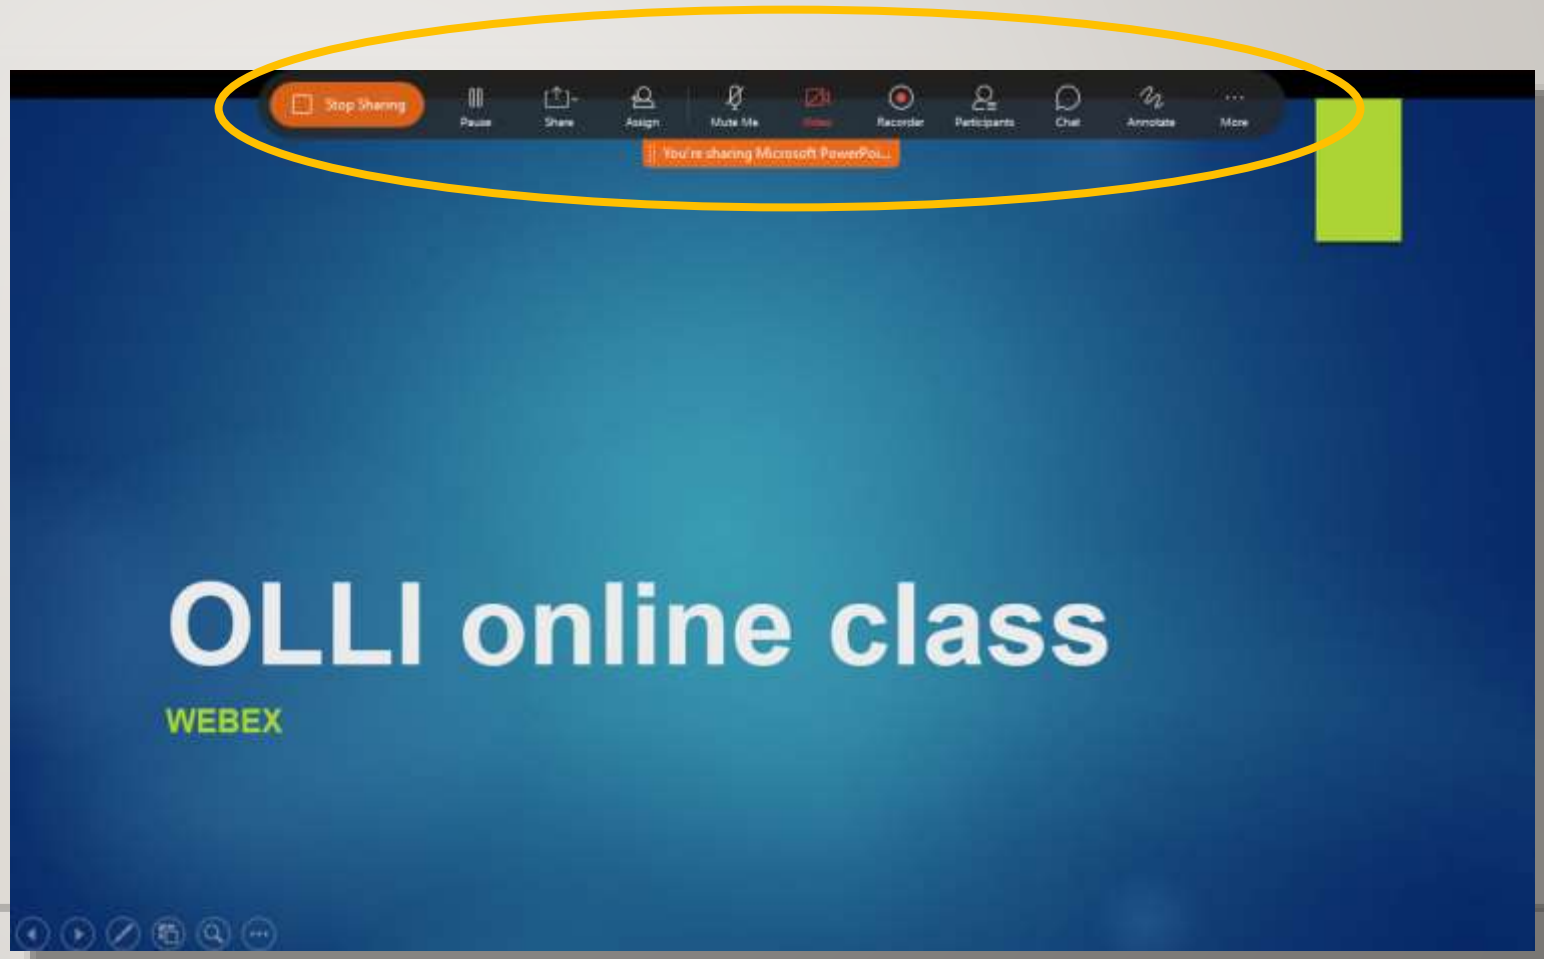 Stop Sharing
Pause
Share
Assign
Mute Me
Video
Recorder
Participants
Chat
Annotate
More
You're sharing Microsoft PowerPoi...
OLLI online class
WEBEX